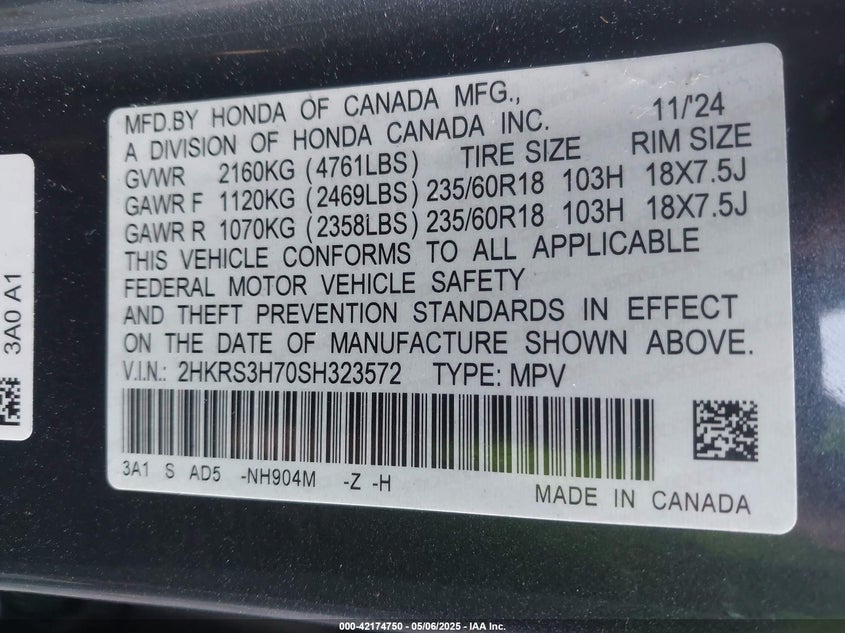 MFD.BY HONDA OF CANADA MFG., 11/'24
A DIVISION OF HONDA CANADA INC.
GVWR 2160KG (4761LBS) TIRE SIZE RIM SIZE
GAWR F 1120KG (2469LBS) 235/60R18 103H 18X7.5J
GAWR R 1070KG (2358LBS) 235/60R18 103H 18X7.5J
THIS VEHICLE CONFORMS TO ALL APPLICABLE
FEDERAL MOTOR VEHICLE SAFETY
AND THEFT PREVENTION STANDARDS IN EFFECT
ON THE DATE OF MANUFACTURE SHOWN ABOVE.
V.I.N.: 2HKRS3H70SH323572 TYPE: MPV
3A1 S AD5 -NH904M -Z -H
MADE IN CANADA
3A0 A1
000-42174750 | 05/06/2025 - IAA Inc.